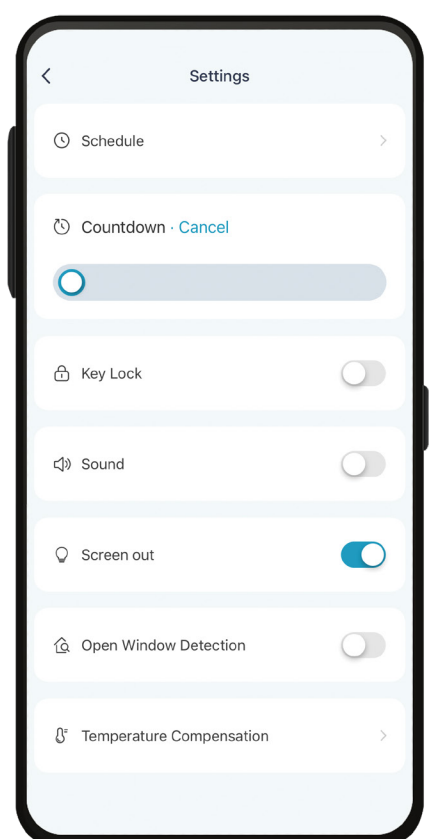 Settings
Schedule
Countdown · Cancel
Key Lock
Sound
Screen out
Open Window Detection
Temperature Compensation